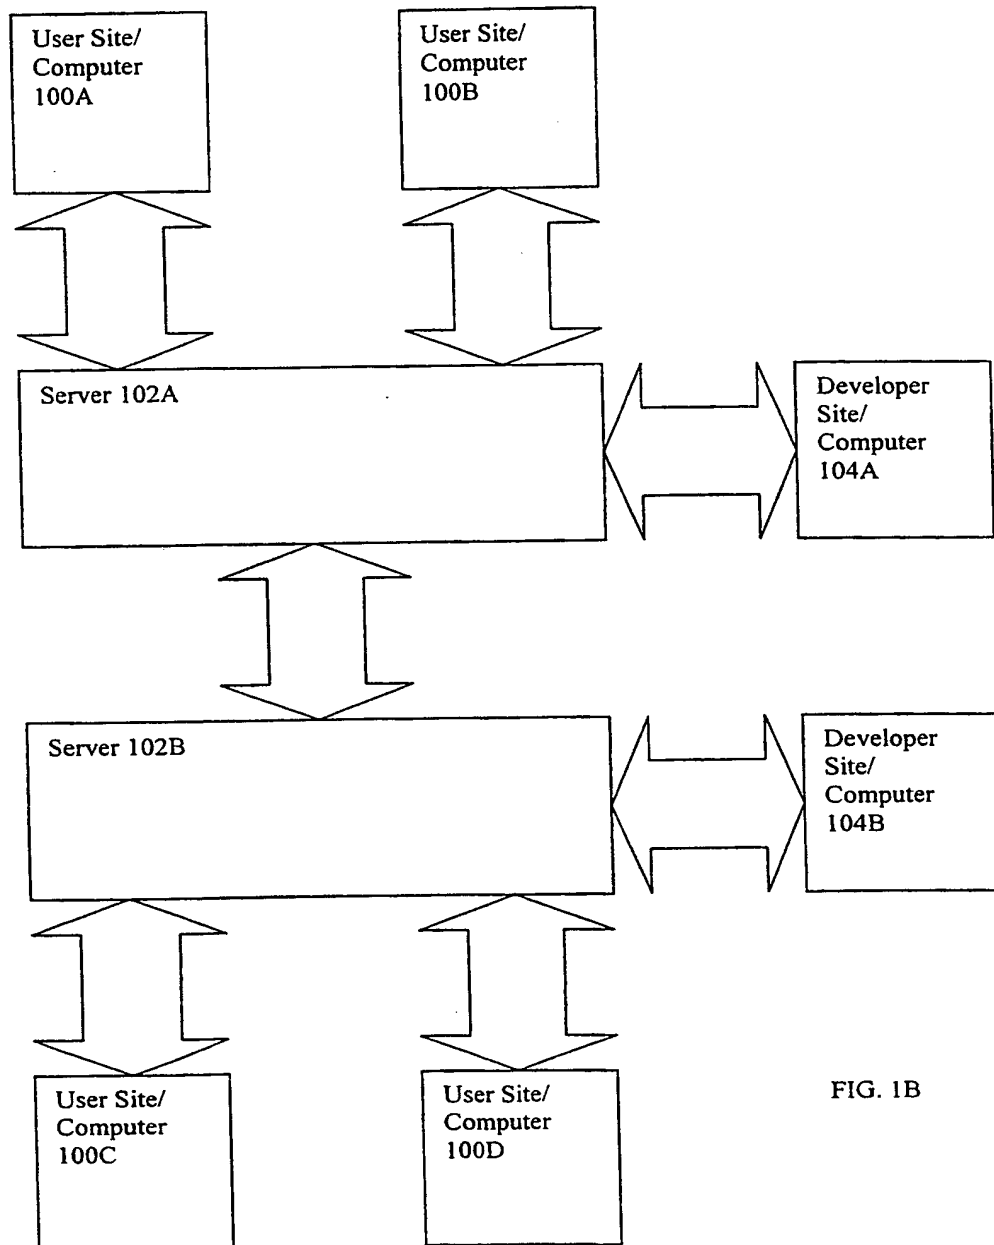 User Site/
Computer
100A
User Site/
Computer
100B
Server 102A
Developer
Site/
Computer
104A
Server 102B
Developer
Site/
Computer
104B
User Site/
Computer
100C
User Site/
Computer
100D
FIG. 1B